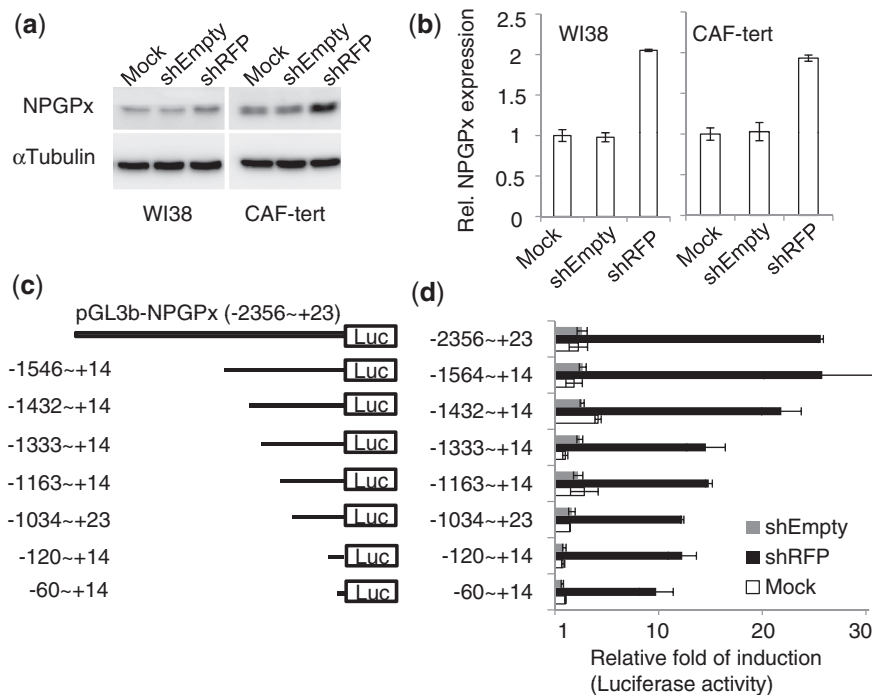 (a)
Mock
shEmpty
shRFP
Mock
shEmpty
shRFP
NPGPx
αTubulin
WI38
CAF-tert
(b)
Rel. NPGPx expression
2.5
2
1.5
1
0.5
0
WI38
CAF-tert
Mock
shEmpty
shRFP
Mock
shEmpty
shRFP
(c)
pGL3b-NPGPx (-2356~+23)
Luc
-1546~+14
Luc
-1432~+14
Luc
-1333~+14
Luc
-1163~+14
Luc
-1034~+23
Luc
-120~+14
Luc
-60~+14
Luc
(d)
-2356~+23
-1564~+14
-1432~+14
-1333~+14
-1163~+14
-1034~+23
-120~+14
-60~+14
shEmpty
shRFP
Mock
1 10 20 30
Relative fold of induction
(Luciferase activity)